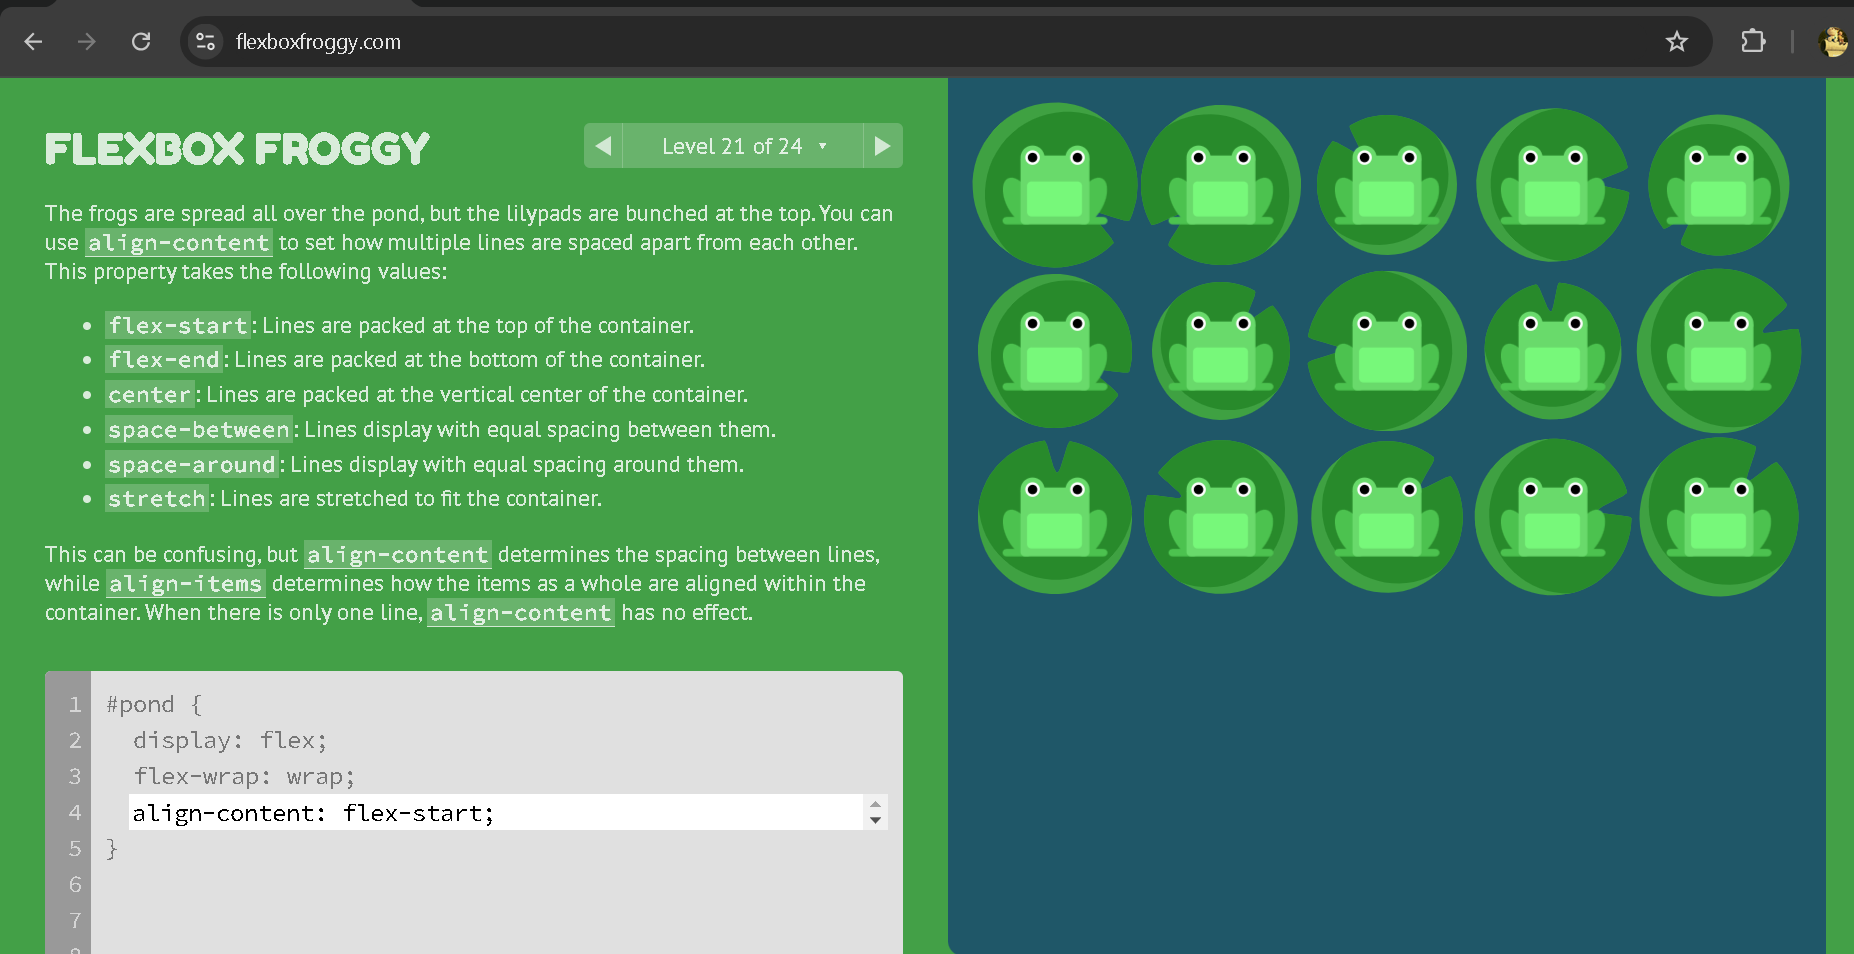 flexboxfroggy.com
FLEXBOX FROGGY
Level 21 of 24 ▾
The frogs are spread all over the pond, but the lilypads are bunched at the top. You can
use align-content to set how multiple lines are spaced apart from each other.
This property takes the following values:
• flex-start: Lines are packed at the top of the container.
• flex-end: Lines are packed at the bottom of the container.
• center: Lines are packed at the vertical center of the container.
• space-between: Lines display with equal spacing between them.
• space-around: Lines display with equal spacing around them.
• stretch: Lines are stretched to fit the container.
This can be confusing, but align-content determines the spacing between lines,
while align-items determines how the items as a whole are aligned within the
container. When there is only one line, align-content has no effect.
1 #pond {
2 display: flex;
3 flex-wrap: wrap;
4 align-content: flex-start;
5 }
6
7